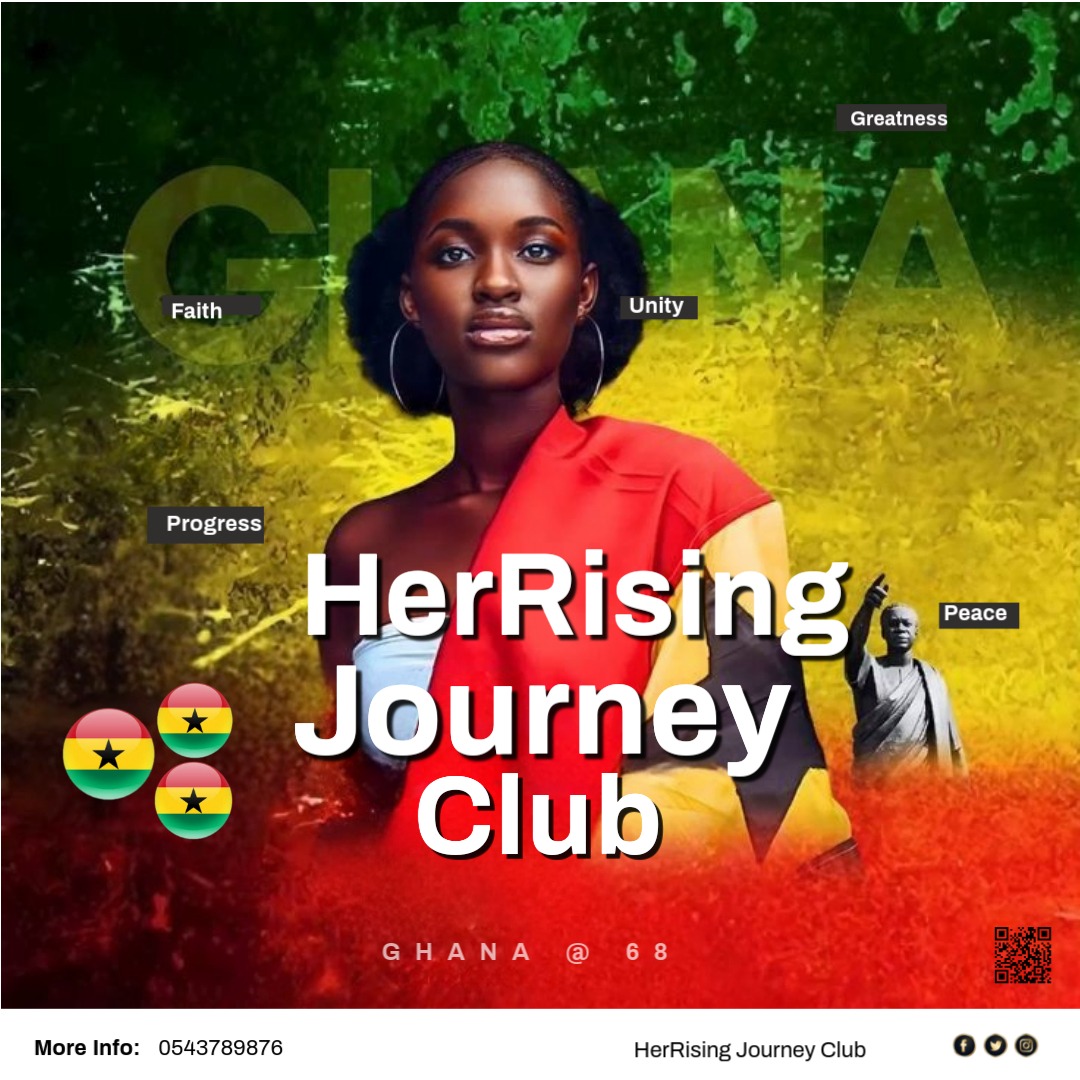 Greatness
GHANA
Faith
Unity
Progress
HerRising
Journey
Club
Peace
GHANA @ 68
More Info: 0543789876
HerRising Journey Club